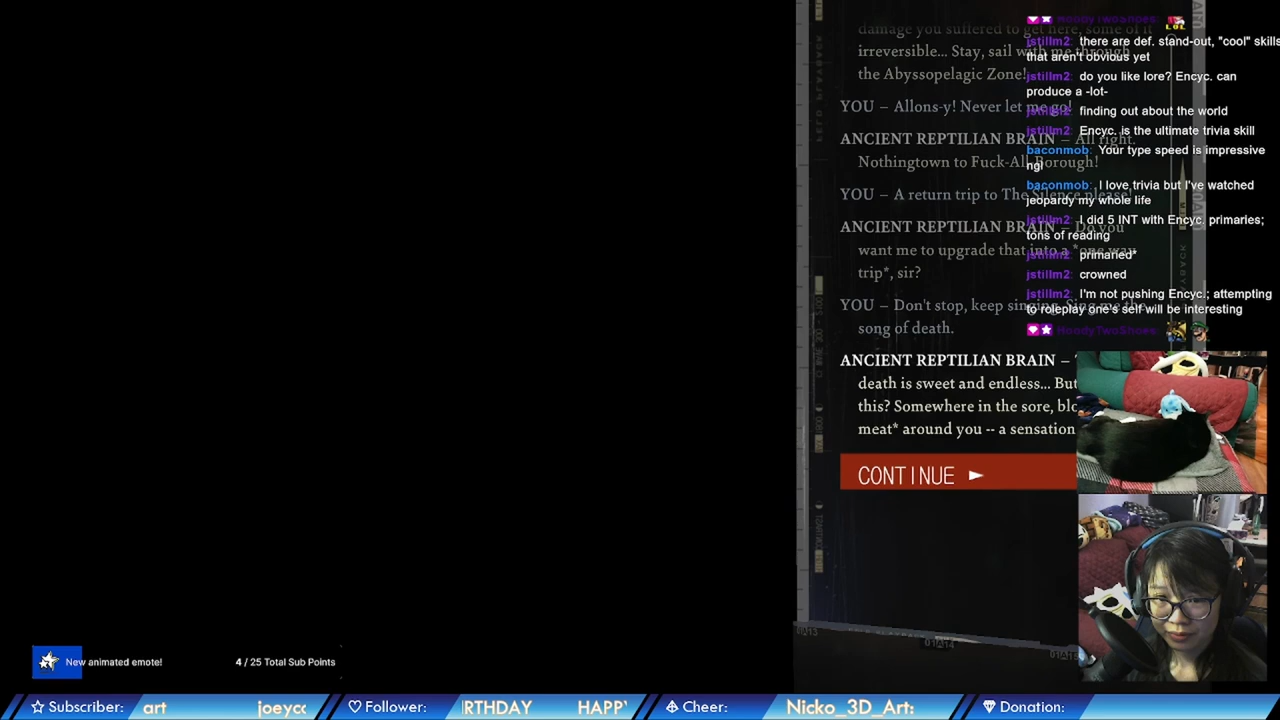 damage you suffered to get here, some of it
irreversible... Stay, sail with me through
the Abyssopelagic Zone!
YOU – Allons-y! Never let me go!
ANCIENT REPTILIAN BRAIN – All right.
Nothingtown to Fuck-All Borough!
YOU – A return trip to The Silence please!
ANCIENT REPTILIAN BRAIN – Do you
want me to upgrade that into a *one way
trip*, sir?
YOU – Don't stop, keep singing. Sing me the
song of death.
ANCIENT REPTILIAN BRAIN –
death is sweet and endless... But
this? Somewhere in the sore,
meat* around you -- a sensation
CONTINUE
HoodyTwoShoes:
LOL
jstillm2: there are def. stand-out, "cool" skills
that aren't obvious yet
jstillm2: do you like lore? Encyc. can
produce a -lot-
jstillm2: finding out about the world
jstillm2: Encyc. is the ultimate trivia skill
baconmob: Your type speed is impressive
ngl
baconmob: I love trivia but I've watched
jeopardy my whole life
jstillm2: I did 5 INT with Encyc. primaries;
tons of reading
jstillm2: primaried*
jstillm2: crowned
jstillm2: I'm not pushing Encyc.; attempting
to roleplay one's self will be interesting
HoodyTwoShoes:
New animated emote! 4 / 25 Total Sub Points
Subscriber: art joeycc Follower: RTHDAY HAPP Cheer: Nicko_3D_Art: Donation: